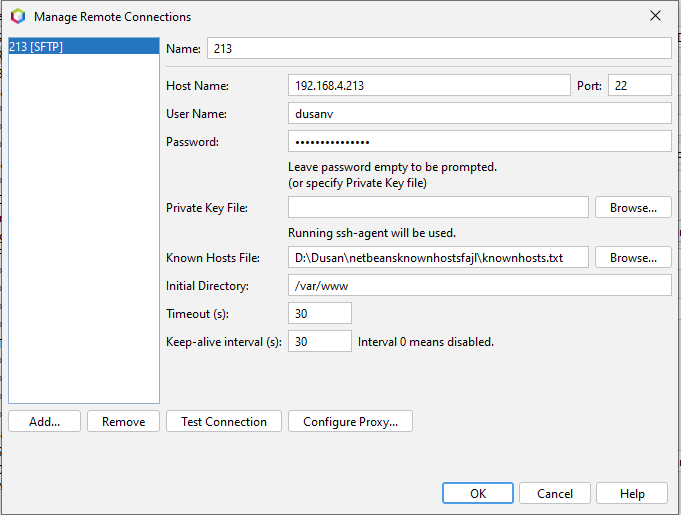 Manage Remote Connections
213 [SFTP]
Name: 213
Host Name: 192.168.4.213 Port: 22
User Name: dusanv
Password: •••••••••••••••
Leave password empty to be prompted.
(or specify Private Key file)
Private Key File: Browse...
Running ssh-agent will be used.
Known Hosts File: D:\Dusan\netbeansknownhostsfajl\knownhosts.txt Browse...
Initial Directory: /var/www
Timeout (s): 30
Keep-alive interval (s): 30 Interval 0 means disabled.
Add... Remove Test Connection Configure Proxy...
OK Cancel Help